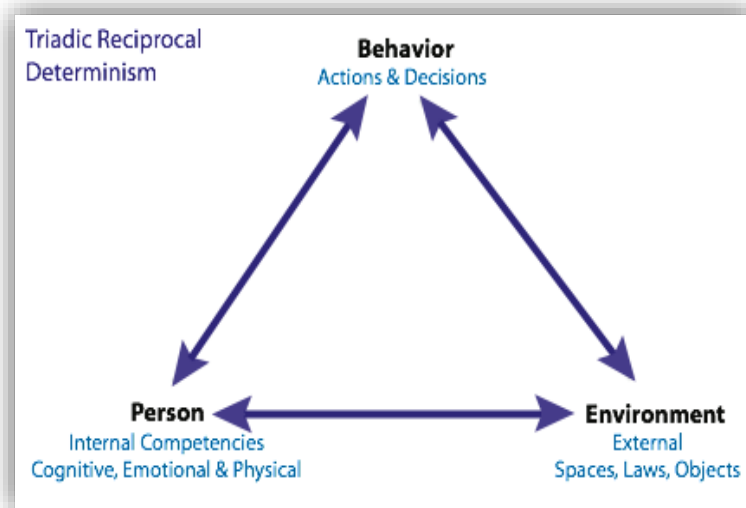 Triadic Reciprocal
Determinism
Behavior
Actions & Decisions
Person
Internal Competencies
Cognitive, Emotional & Physical
Environment
External
Spaces, Laws, Objects